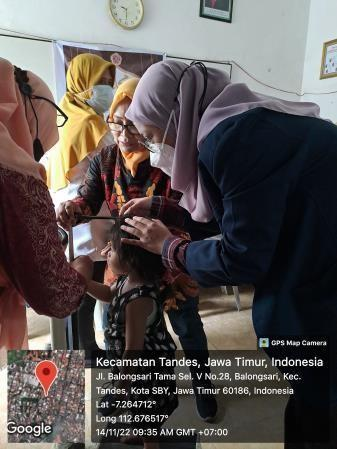 GPS Map Camera
Kecamatan Tandes, Jawa Timur, Indonesia
Jl. Balongsari Tama Sel. V No.28, Balongsari, Kec.
Tandes, Kota SBY, Jawa Timur 60186, Indonesia
Lat -7.264712°
Long 112.676517°
14/11/22 09:35 AM GMT +07:00
Google